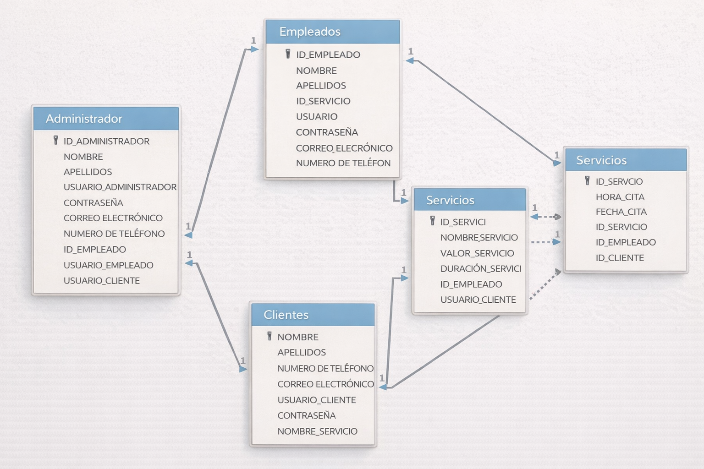 Empleados
ID_EMPLEADO
NOMBRE
APELLIDOS
ID_SERVICIO
USUARIO
CONTRASEÑA
CORREO_ELECRÓNICO
NUMERO DE TELÉFON
1
1
Administrador
ID_ADMINISTRADOR
NOMBRE
APELLIDOS
USUARIO_ADMINISTRADOR
CONTRASEÑA
CORREO ELECTRÓNICO
NUMERO DE TELÉFONO
ID_EMPLEADO
USUARIO_EMPLEADO
USUARIO_CLIENTE
1
1
Servicios
ID_SERVICI
NOMBRE_SERVICIO
VALOR_SERVICIO
DURACIÓN_SERVICI
ID_EMPLEADO
USUARIO_CLIENTE
1
1
1
1
Servicios
ID_SERVCIO
HORA_CITA
FECHA_CITA
ID_SERVICIO
ID_EMPLEADO
ID_CLIENTE
1
Clientes
NOMBRE
APELLIDOS
NUMERO DE TELÉFONO
CORREO ELECTRÓNICO
USUARIO_CLIENTE
CONTRASEÑA
NOMBRE_SERVICIO
1
1